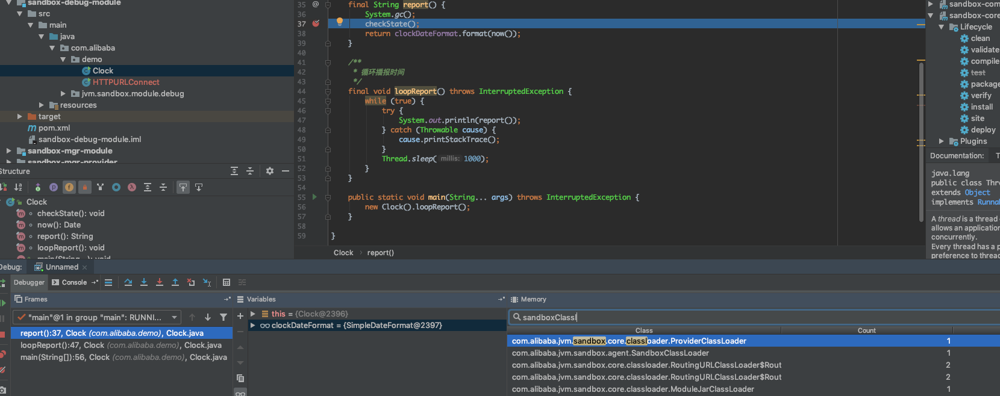 sandbox-debug-module
src
main
java
com.alibaba
demo
Clock
HTTPURLConnect
jvm.sandbox.module.debug
resources
target
pom.xml
sandbox-debug-module.iml
sandbox-mgr-module
sandbox-mgr-provider
Structure
Clock
checkState(): void
now(): Date
report(): String
loopReport(): void
main(String...): void
35 @ final String report() {
36 System.gc();
37 checkState();
38 return clockDateFormat.format(now());
39 }
40
41 /**
42 * 循环播报时间
43 */
44 final void loopReport() throws InterruptedException {
45 while (true) {
46 try {
47 System.out.println(report());
48 } catch (Throwable cause) {
49 cause.printStackTrace();
50 }
51 Thread.sleep( millis: 1000);
52 }
53 }
54
55 public static void main(String... args) throws InterruptedException {
56 new Clock().loopReport();
57 }
58
59 }
Clock › report()
sandbox-com
sandbox-core
Lifecycle
clean
validate
compile
test
package
verify
install
site
deploy
Plugins
Documentation: T
java.lang
public class Thre
extends Object
implements Runnal
A thread is a thread
allows an application
concurrently.
Every thread has a p
preference to thread
Debug: Unnamed ×
Debugger Console
Frames
"main"@1 in group "main": RUNNI...
report():37, Clock (com.alibaba.demo), Clock.java
loopReport():47, Clock (com.alibaba.demo), Clock.java
main(String[]):56, Clock (com.alibaba.demo), Clock.java
Variables
this = {Clock@2396}
clockDateFormat = {SimpleDateFormat@2397}
Memory
sandboxClassl
Class Count
com.alibaba.jvm.sandbox.core.classloader.ProviderClassLoader 1
com.alibaba.jvm.sandbox.agent.SandboxClassLoader 1
com.alibaba.jvm.sandbox.core.classloader.RoutingURLClassLoader$Rout 2
com.alibaba.jvm.sandbox.core.classloader.RoutingURLClassLoader$Rout 2
com.alibaba.jvm.sandbox.core.classloader.ModuleJarClassLoader 1